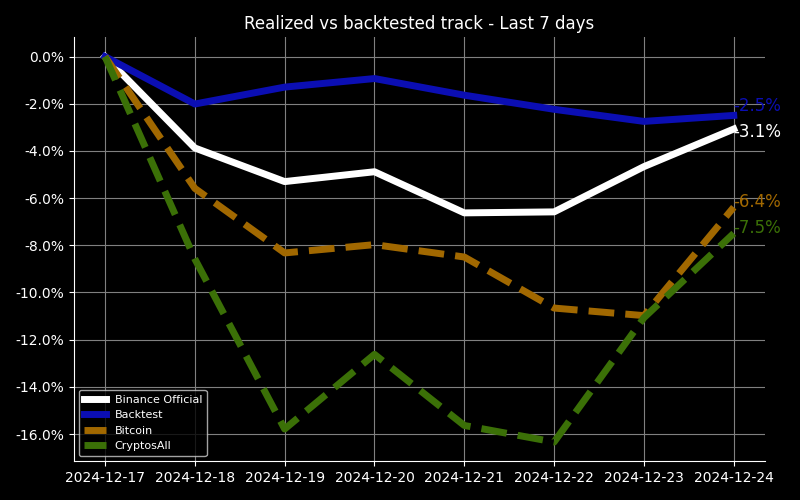 Realized vs backtested track - Last 7 days
0.0%
-2.0%
-4.0%
-6.0%
-8.0%
-10.0%
-12.0%
-14.0%
-16.0%
-2.5%
-3.1%
-6.4%
-7.5%
Binance Official
Backtest
Bitcoin
CryptosAll
2024-12-17 2024-12-18 2024-12-19 2024-12-20 2024-12-21 2024-12-22 2024-12-23 2024-12-24